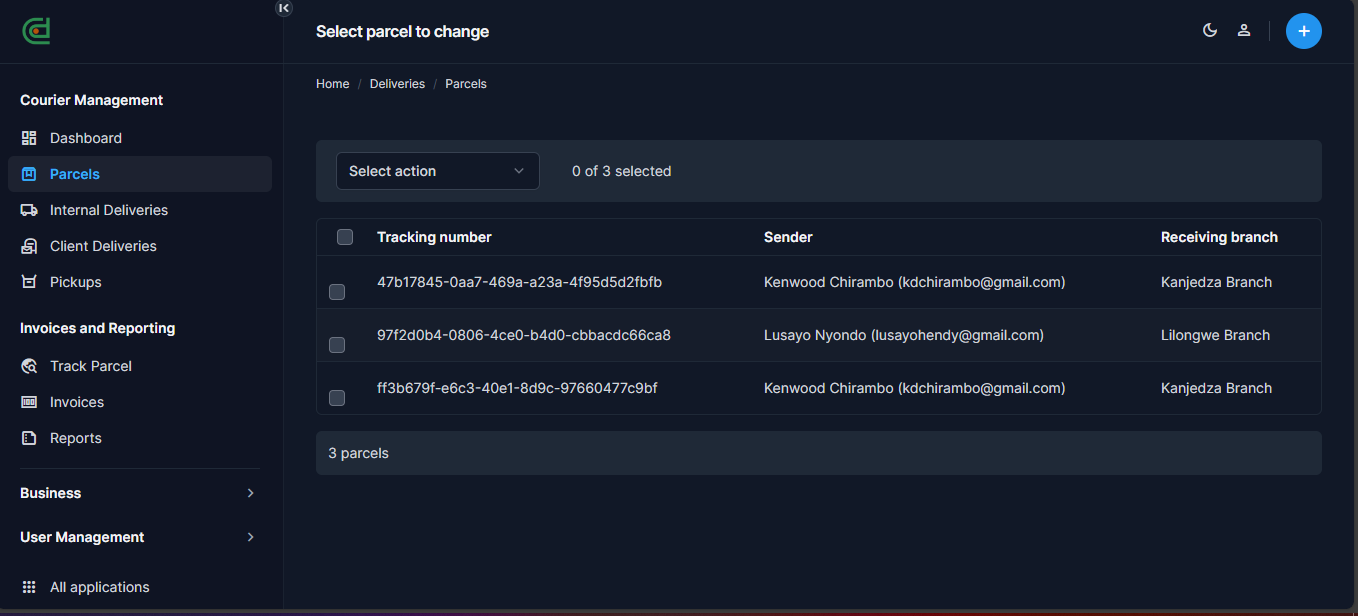 Select parcel to change
Home / Deliveries / Parcels
Courier Management
Dashboard
Parcels
Internal Deliveries
Client Deliveries
Pickups
Invoices and Reporting
Track Parcel
Invoices
Reports
Business
User Management
All applications
Select action 0 of 3 selected
Tracking number Sender Receiving branch
47b17845-0aa7-469a-a23a-4f95d5d2fbfb Kenwood Chirambo (kdchirambo@gmail.com) Kanjedza Branch
97f2d0b4-0806-4ce0-b4d0-cbbacdc66ca8 Lusayo Nyondo (lusayohendy@gmail.com) Lilongwe Branch
ff3b679f-e6c3-40e1-8d9c-97660477c9bf Kenwood Chirambo (kdchirambo@gmail.com) Kanjedza Branch
3 parcels